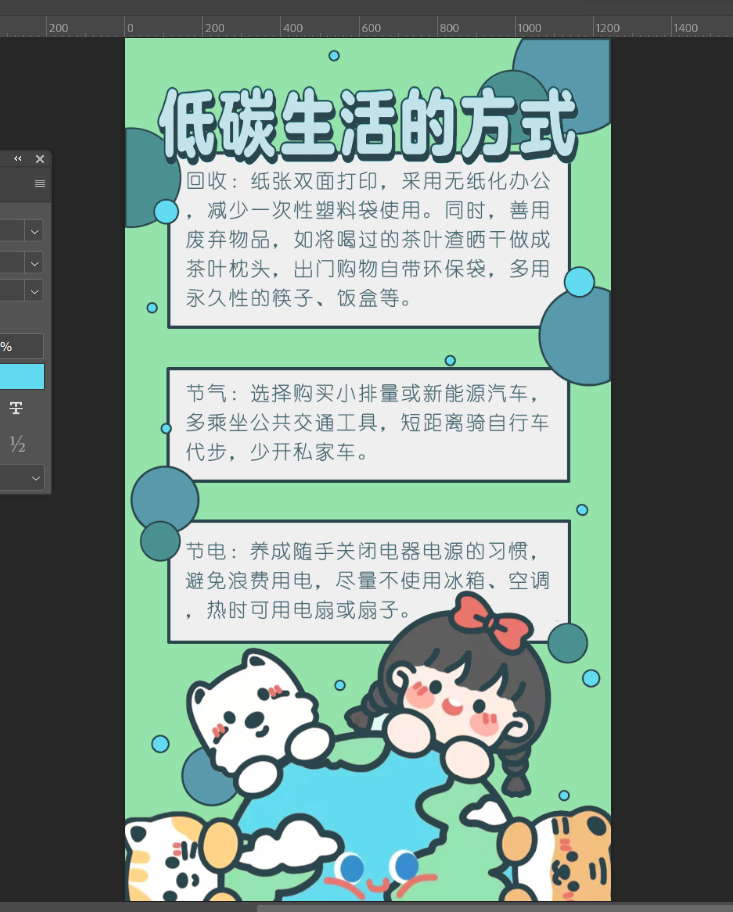 200 0 200 400 600 800 1000 1200 1400
低碳生活的方式
回收：纸张双面打印，采用无纸化办公
，减少一次性塑料袋使用。同时，善用
废弃物品，如将喝过的茶叶渣晒干做成
茶叶枕头，出门购物自带环保袋，多用
永久性的筷子、饭盒等。
%
节气：选择购买小排量或新能源汽车，
多乘坐公共交通工具，短距离骑自行车
代步，少开私家车。
½
节电：养成随手关闭电器电源的习惯，
避免浪费用电，尽量不使用冰箱、空调
，热时可用电扇或扇子。